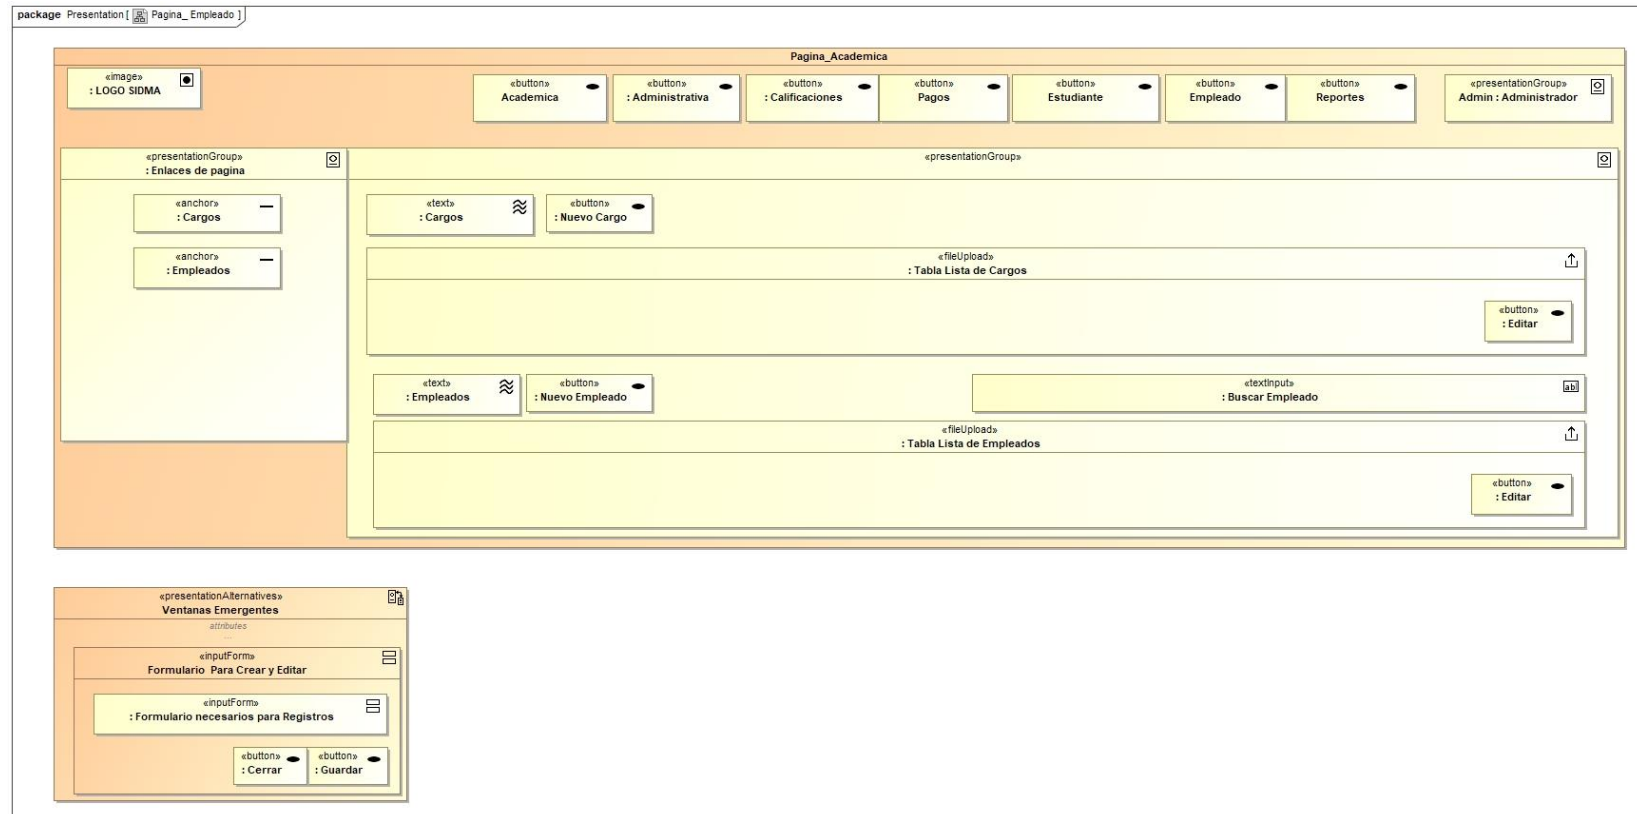 package Presentation [ Pagina_ Empleado ]
Pagina_Academica
«image»
: LOGO SIDMA
«button»
Academica
«button»
: Administrativa
«button»
: Calificaciones
«button»
Pagos
«button»
Estudiante
«button»
Empleado
«button»
Reportes
«presentationGroup»
Admin : Administrador
«presentationGroup»
: Enlaces de pagina
«anchor»
: Cargos
«anchor»
: Empleados
«presentationGroup»
«text»
: Cargos
«button»
: Nuevo Cargo
«fileUpload»
: Tabla Lista de Cargos
«button»
: Editar
«text»
: Empleados
«button»
: Nuevo Empleado
«textInput»
: Buscar Empleado
ab
«fileUpload»
: Tabla Lista de Empleados
«button»
: Editar
«presentationAlternatives»
Ventanas Emergentes
attributes
«inputForm»
Formulario Para Crear y Editar
«inputForm»
: Formulario necesarios para Registros
«button»
: Cerrar
«button»
: Guardar